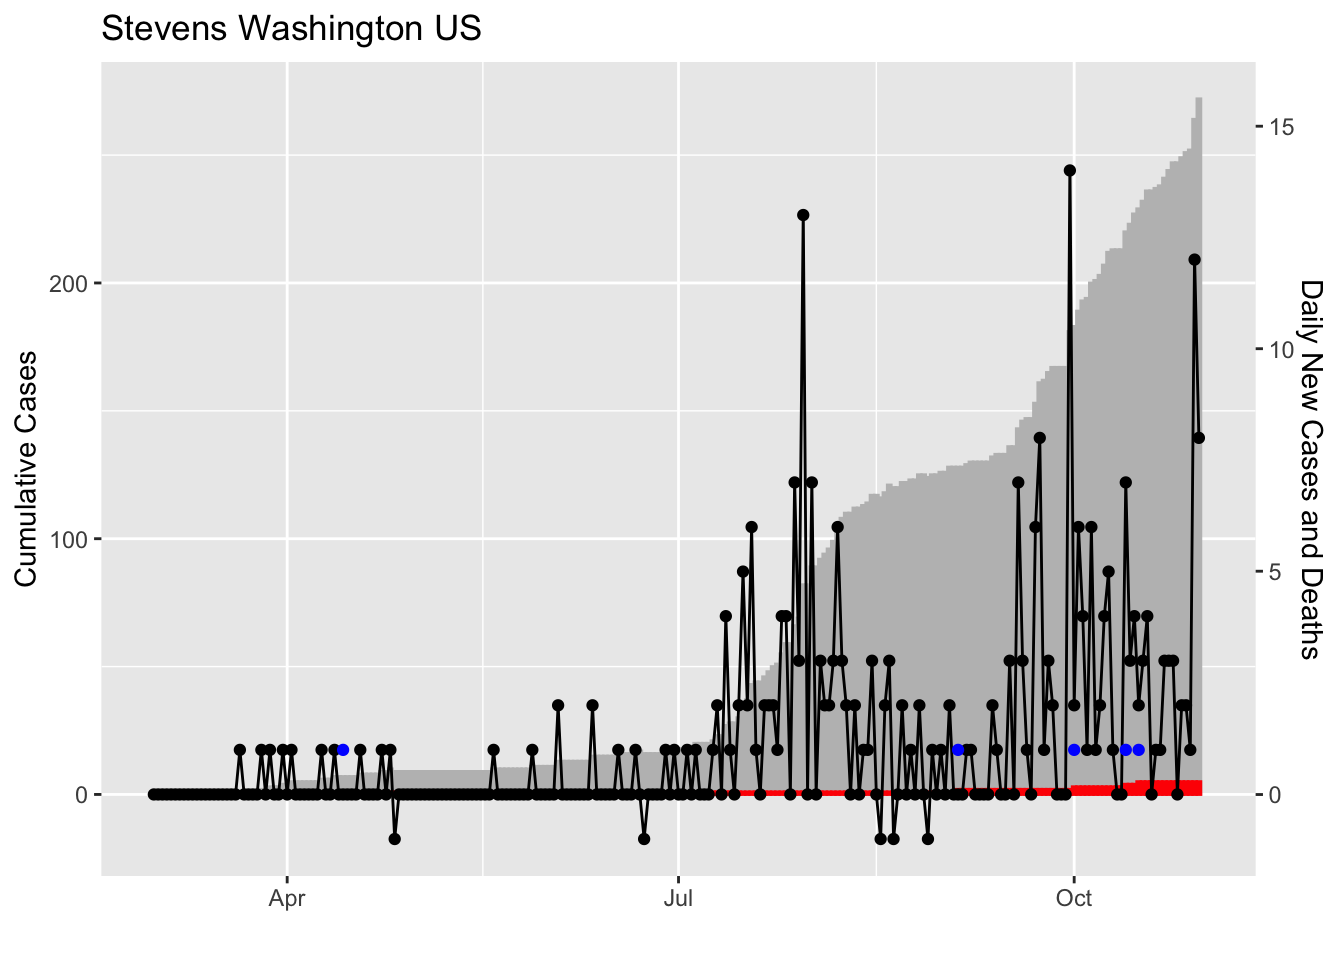 Stevens Washington US
Cumulative Cases
200
100
0
15
10
5
0
Daily New Cases and Deaths
Apr
Jul
Oct